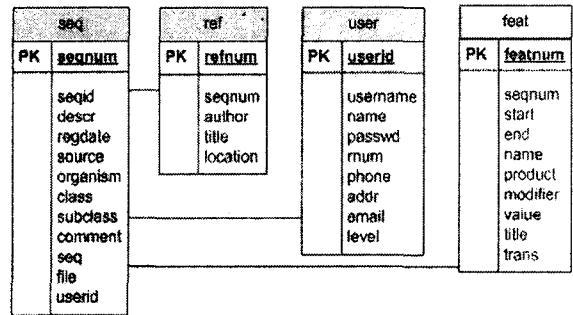 seq
PK seqnum
seqid
descr
regdate
source
organism
class
subclass
comment
seq
file
userid
ref
PK refnum
seqnum
author
title
location
user
PK userid
username
name
passwd
rnum
phone
addr
email
level
feat
PK featnum
seqnum
start
end
name
product
modifier
value
title
trans